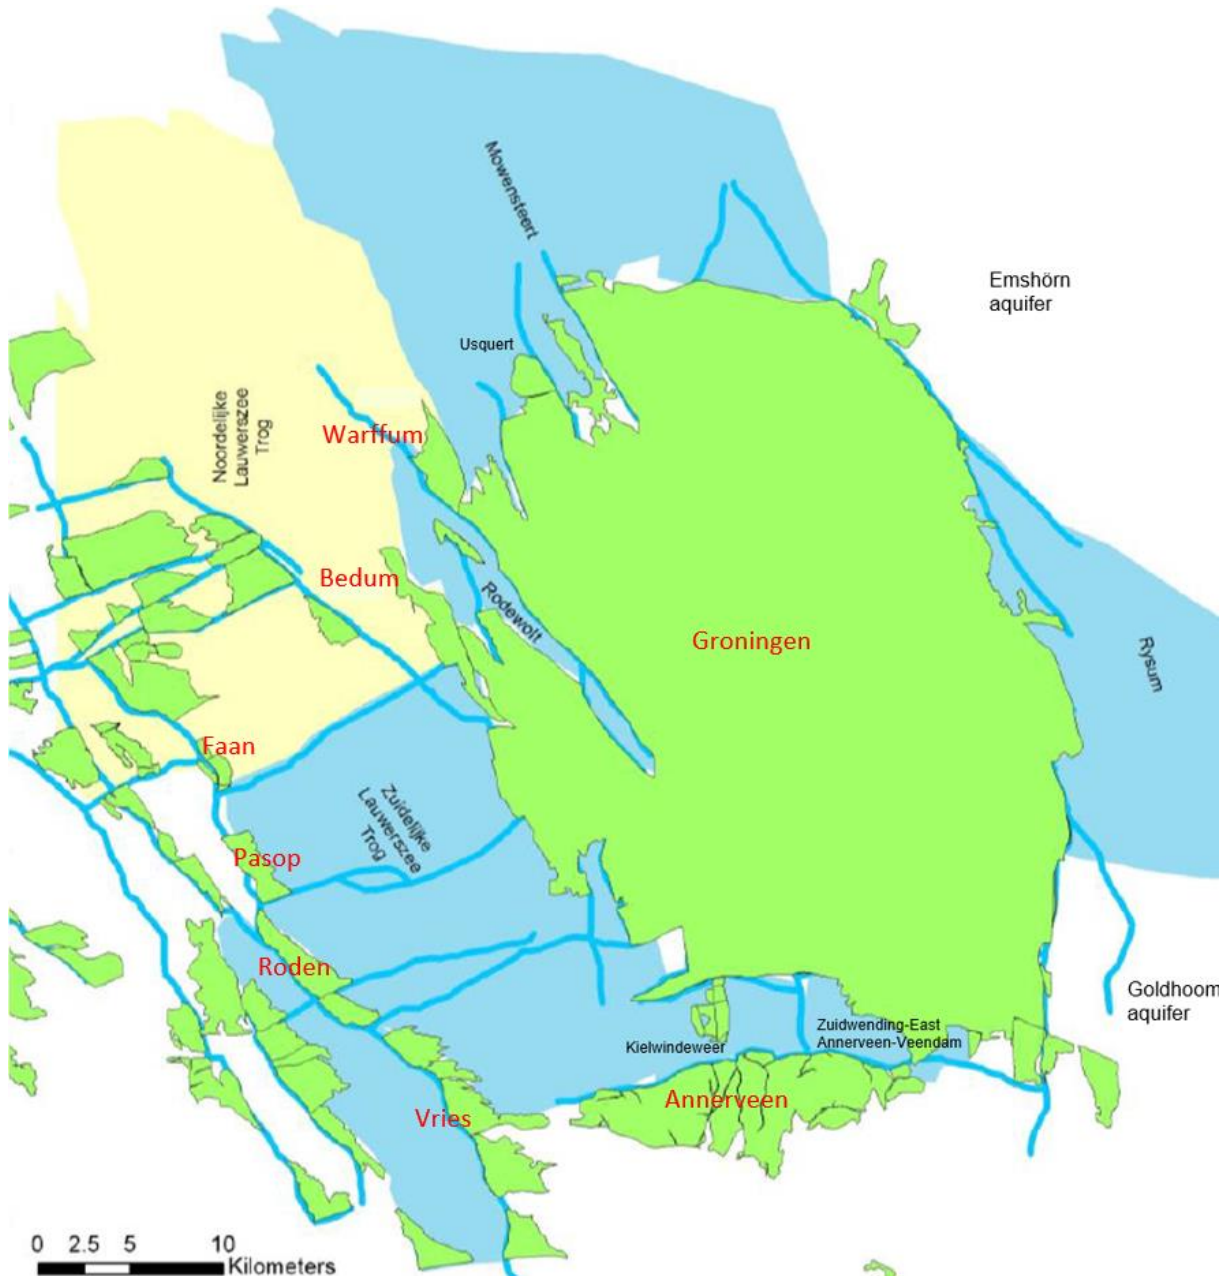 Mowensteert
Emshörn
aquifer
Usquert
Noordelijke
Lauwerszee
Trog
Warffum
Bedum
Rodewolt
Groningen
Rysum
Faan
Zuidelijke
Lauwerszee
Trog
Pasop
Roden
Goldhoorn
aquifer
Zuidwending-East
Annerveen-Veendam
Kielwindeweer
Annerveen
Vries
0 2.5 5 10
Kilometers